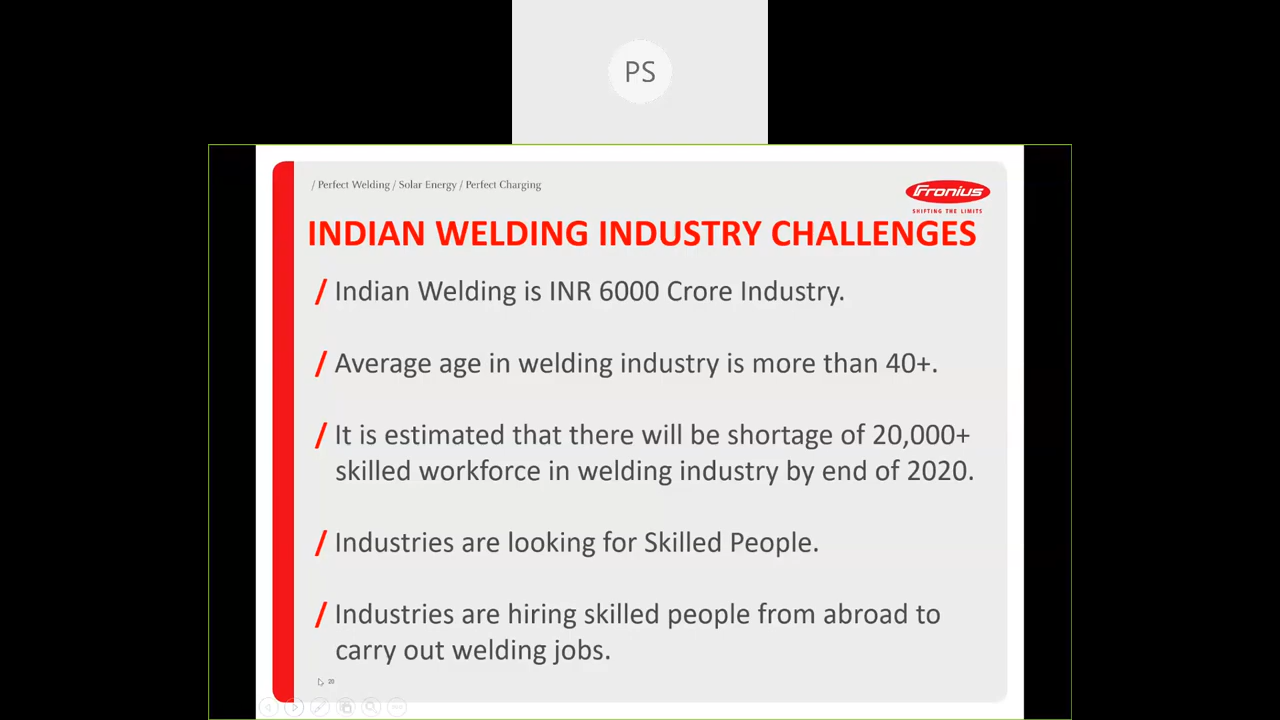 PS
/ Perfect Welding / Solar Energy / Perfect Charging
Fronius
SHIFTING THE LIMITS
INDIAN WELDING INDUSTRY CHALLENGES
/ Indian Welding is INR 6000 Crore Industry.
/ Average age in welding industry is more than 40+.
/ It is estimated that there will be shortage of 20,000+
skilled workforce in welding industry by end of 2020.
/ Industries are looking for Skilled People.
/ Industries are hiring skilled people from abroad to
carry out welding jobs.
20